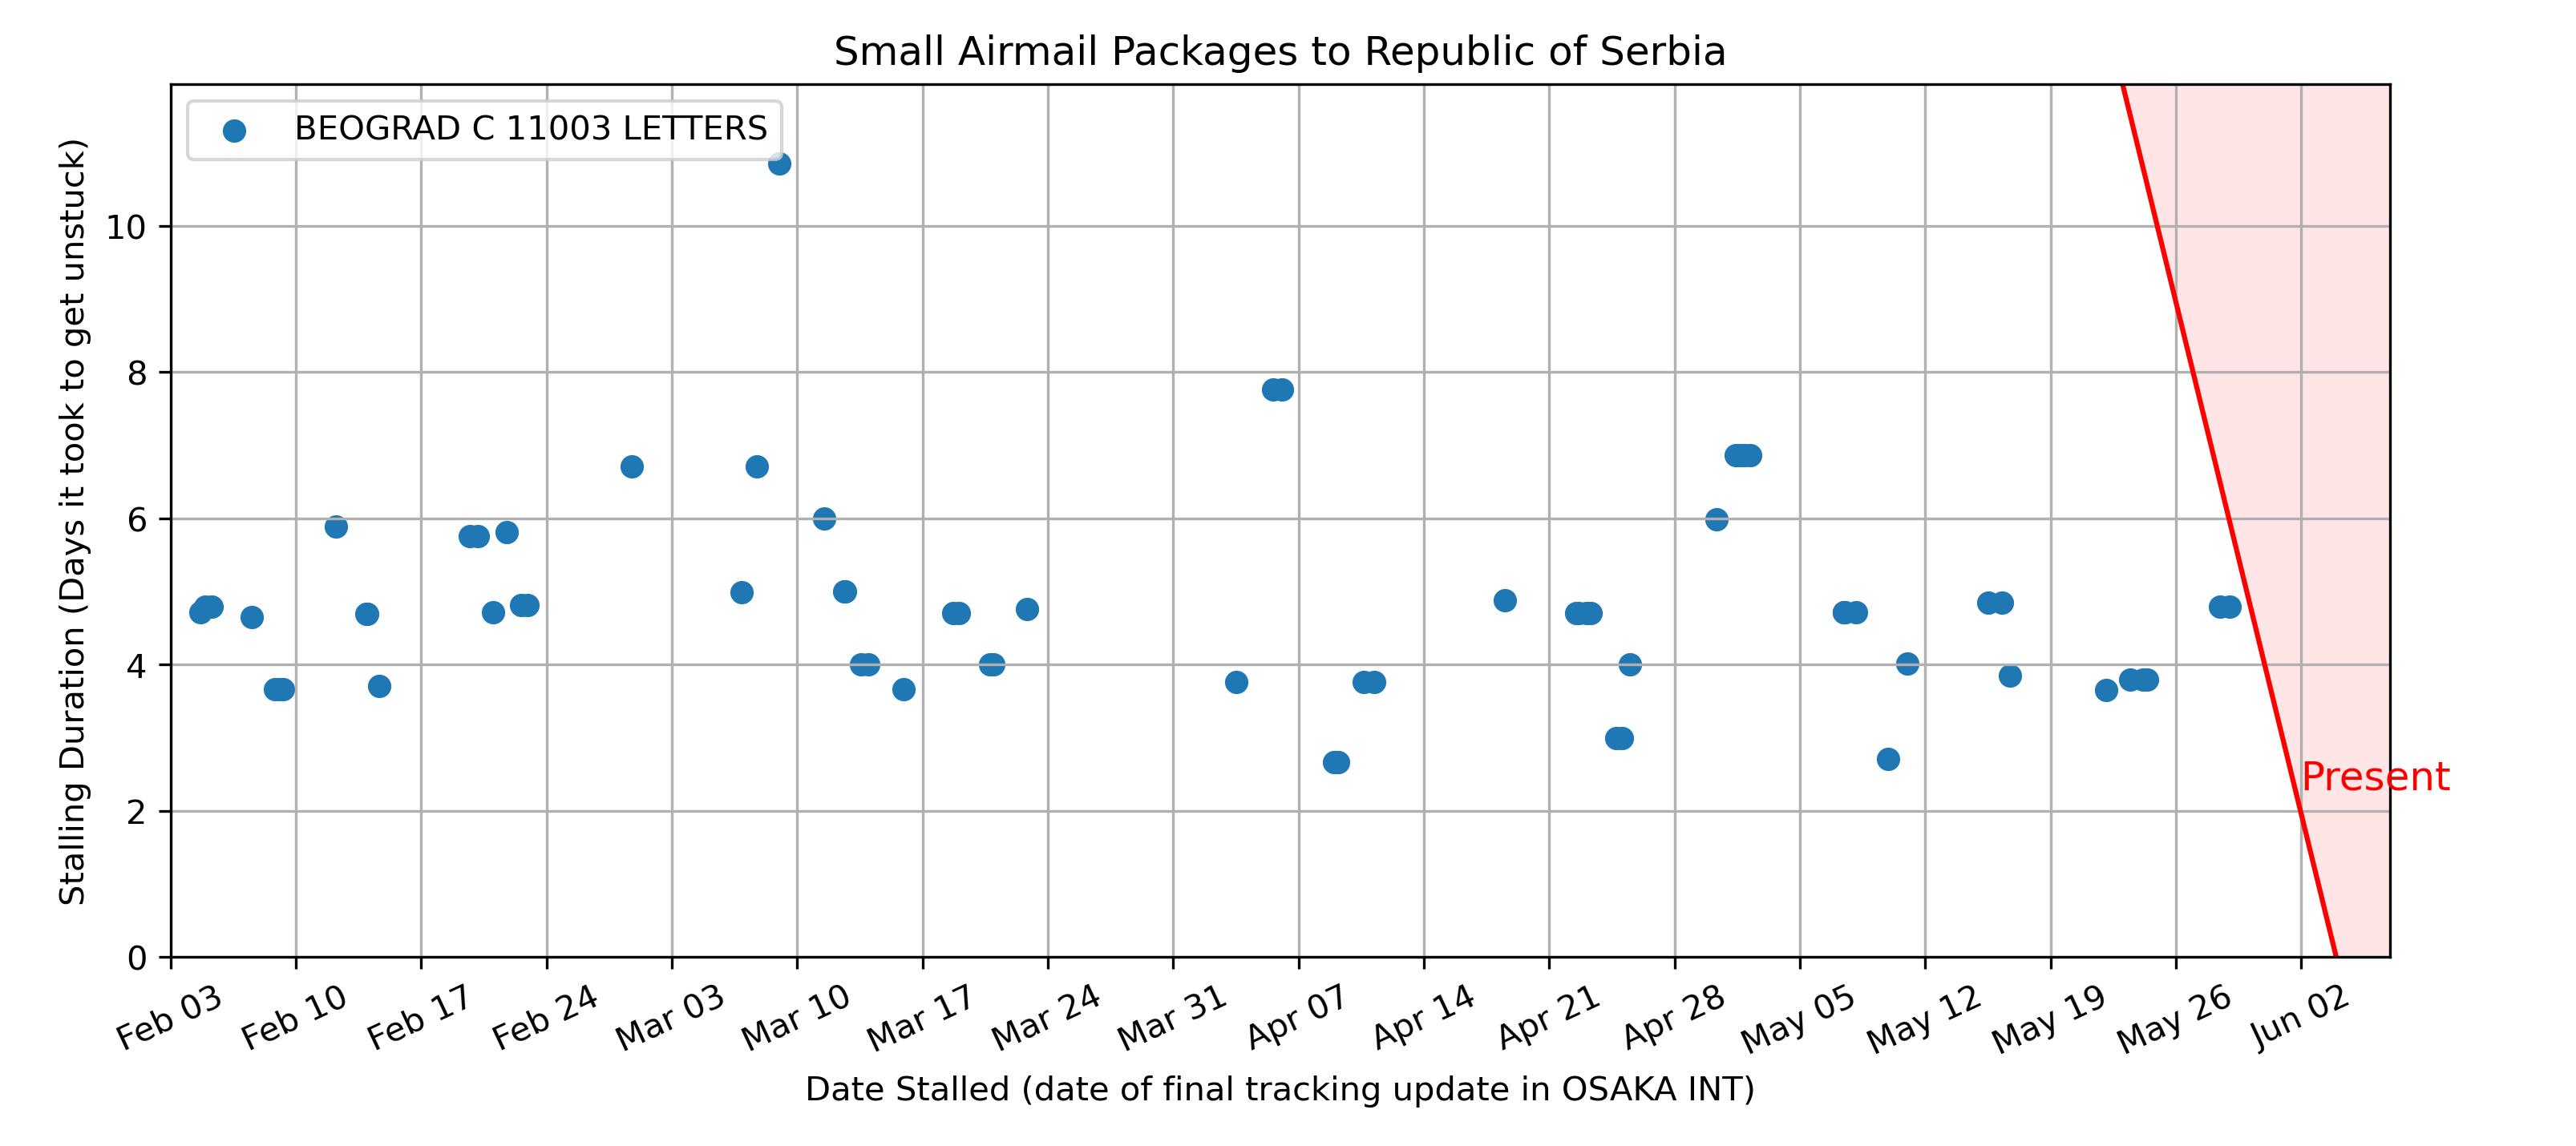 Small Airmail Packages to Republic of Serbia
BEOGRAD C 11003 LETTERS
Stalling Duration (Days it took to get unstuck)
10
8
6
4
2
0
Present
Feb 03
Feb 10
Feb 17
Feb 24
Mar 03
Mar 10
Mar 17
Mar 24
Mar 31
Apr 07
Apr 14
Apr 21
Apr 28
May 05
May 12
May 19
May 26
Jun 02
Date Stalled (date of final tracking update in OSAKA INT)